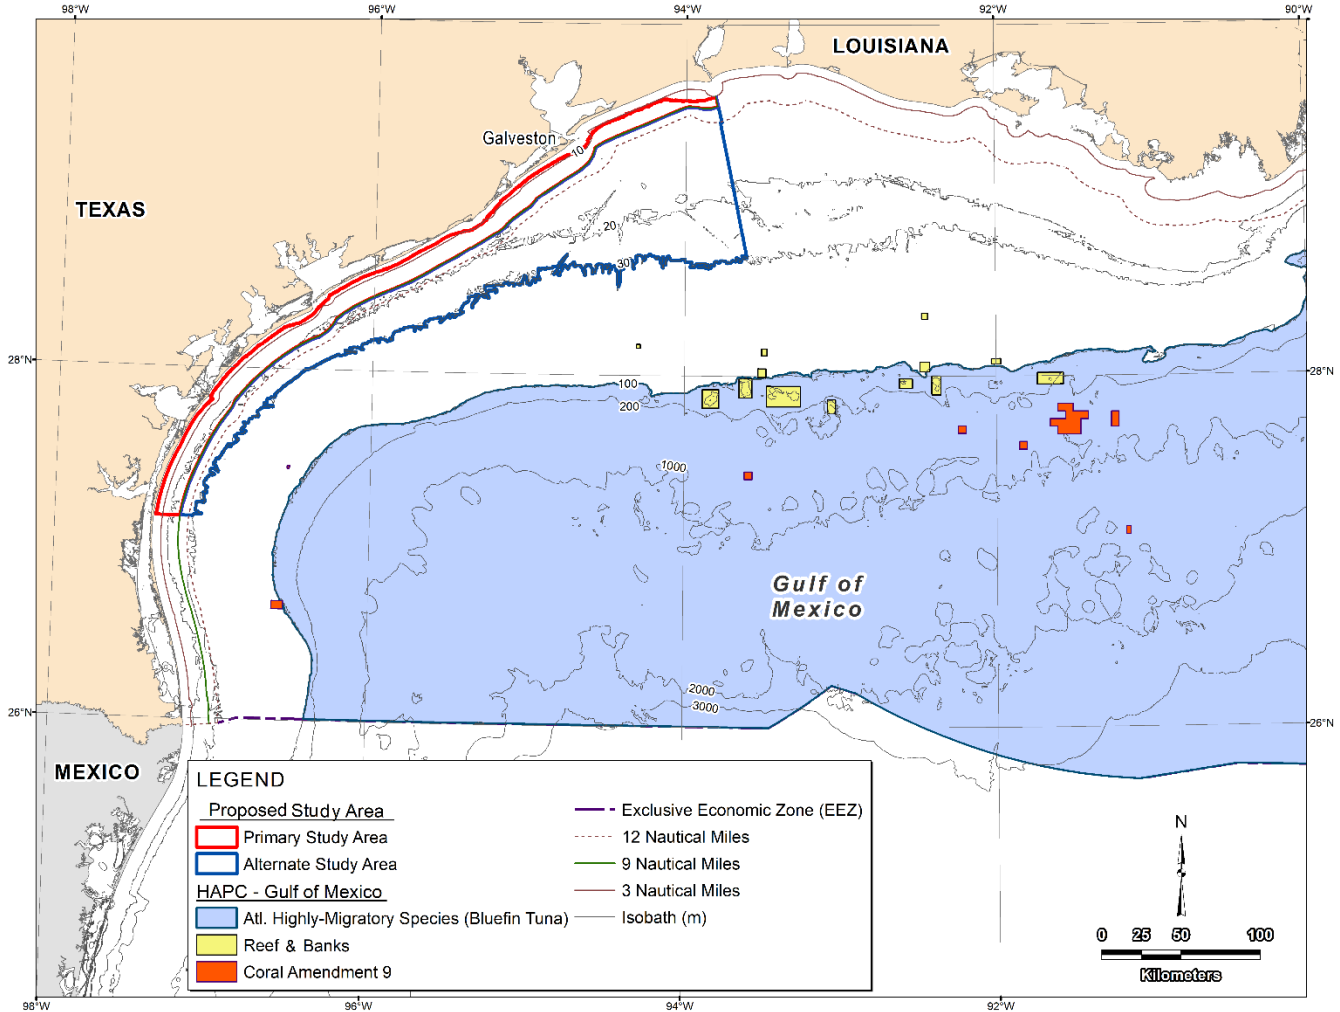 98°W 96°W 94°W 92°W 90°W
LOUISIANA
Galveston
10
TEXAS
20
30
28°N 28°N
100
200
1000
Gulf of
Mexico
2000
3000
26°N 26°N
MEXICO
LEGEND
Proposed Study Area
Primary Study Area
Alternate Study Area
HAPC - Gulf of Mexico
Atl. Highly-Migratory Species (Bluefin Tuna)
Reef & Banks
Coral Amendment 9
Exclusive Economic Zone (EEZ)
12 Nautical Miles
9 Nautical Miles
3 Nautical Miles
Isobath (m)
N
0 25 50 100
Kilometers
98°W 96°W 94°W 92°W